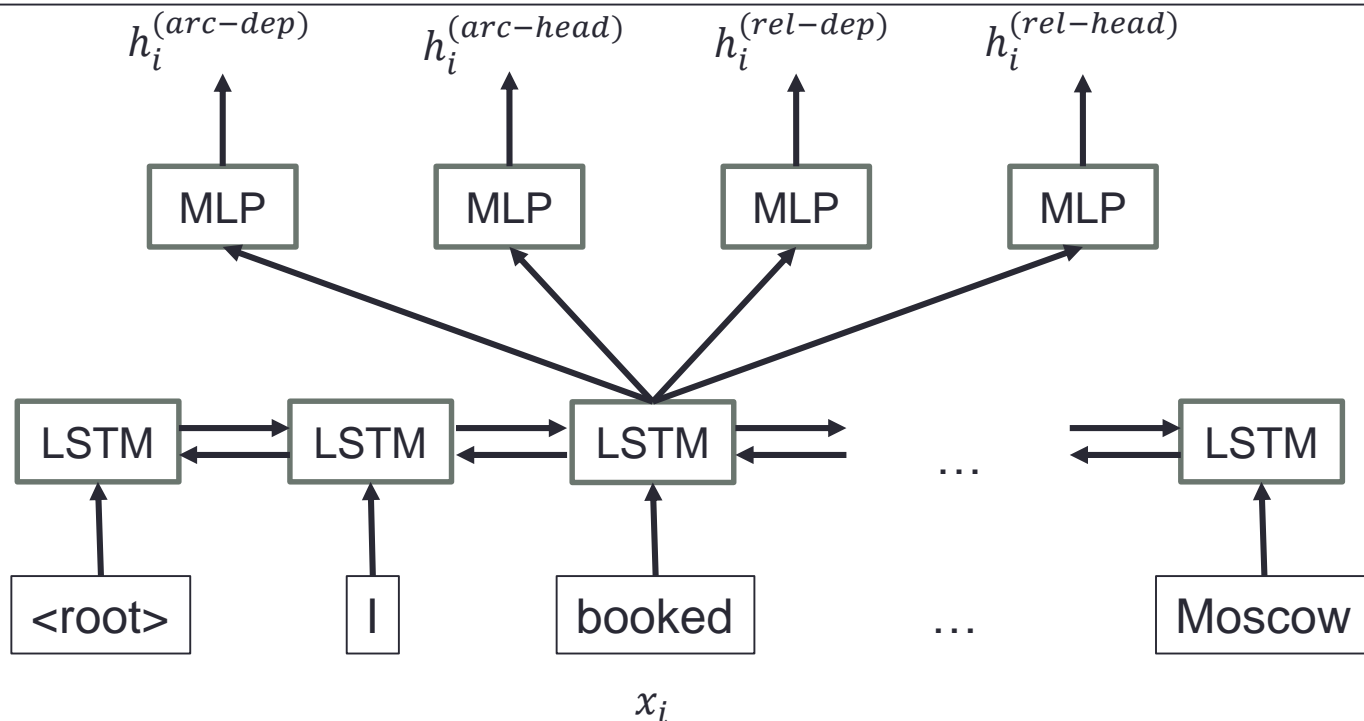 h_i^{(arc-dep)} h_i^{(arc-head)} h_i^{(rel-dep)} h_i^{(rel-head)}
MLP MLP MLP MLP
LSTM LSTM LSTM … LSTM
<root> I booked … Moscow
x_i